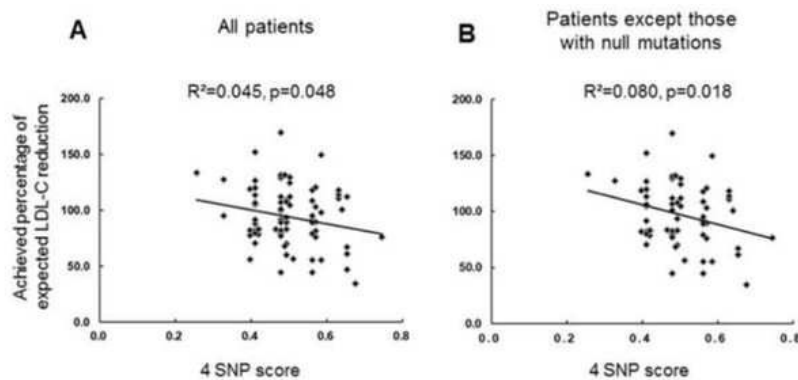 A
All patients
R²=0.045, p=0.048
Achieved percentage of
expected LDL-C reduction
200.0
150.0
100.0
50.0
0.0
0.0 0.2 0.4 0.6 0.8
4 SNP score
B
Patients except those
with null mutations
R²=0.080, p=0.018
200.0
150.0
100.0
50.0
0.0
0.0 0.2 0.4 0.6 0.8
4 SNP score